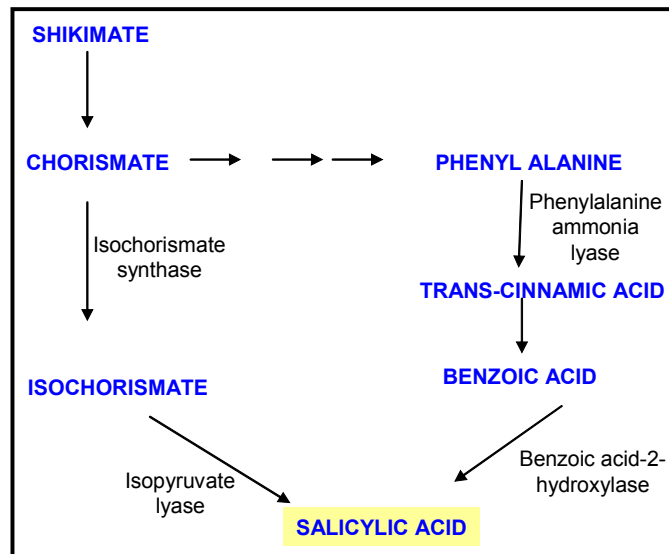 SHIKIMATE
CHORISMATE
PHENYL ALANINE
Isochorismate
synthase
Phenylalanine
ammonia
lyase
TRANS-CINNAMIC ACID
ISOCHORISMATE
BENZOIC ACID
Isopyruvate
lyase
Benzoic acid-2-
hydroxylase
SALICYLIC ACID